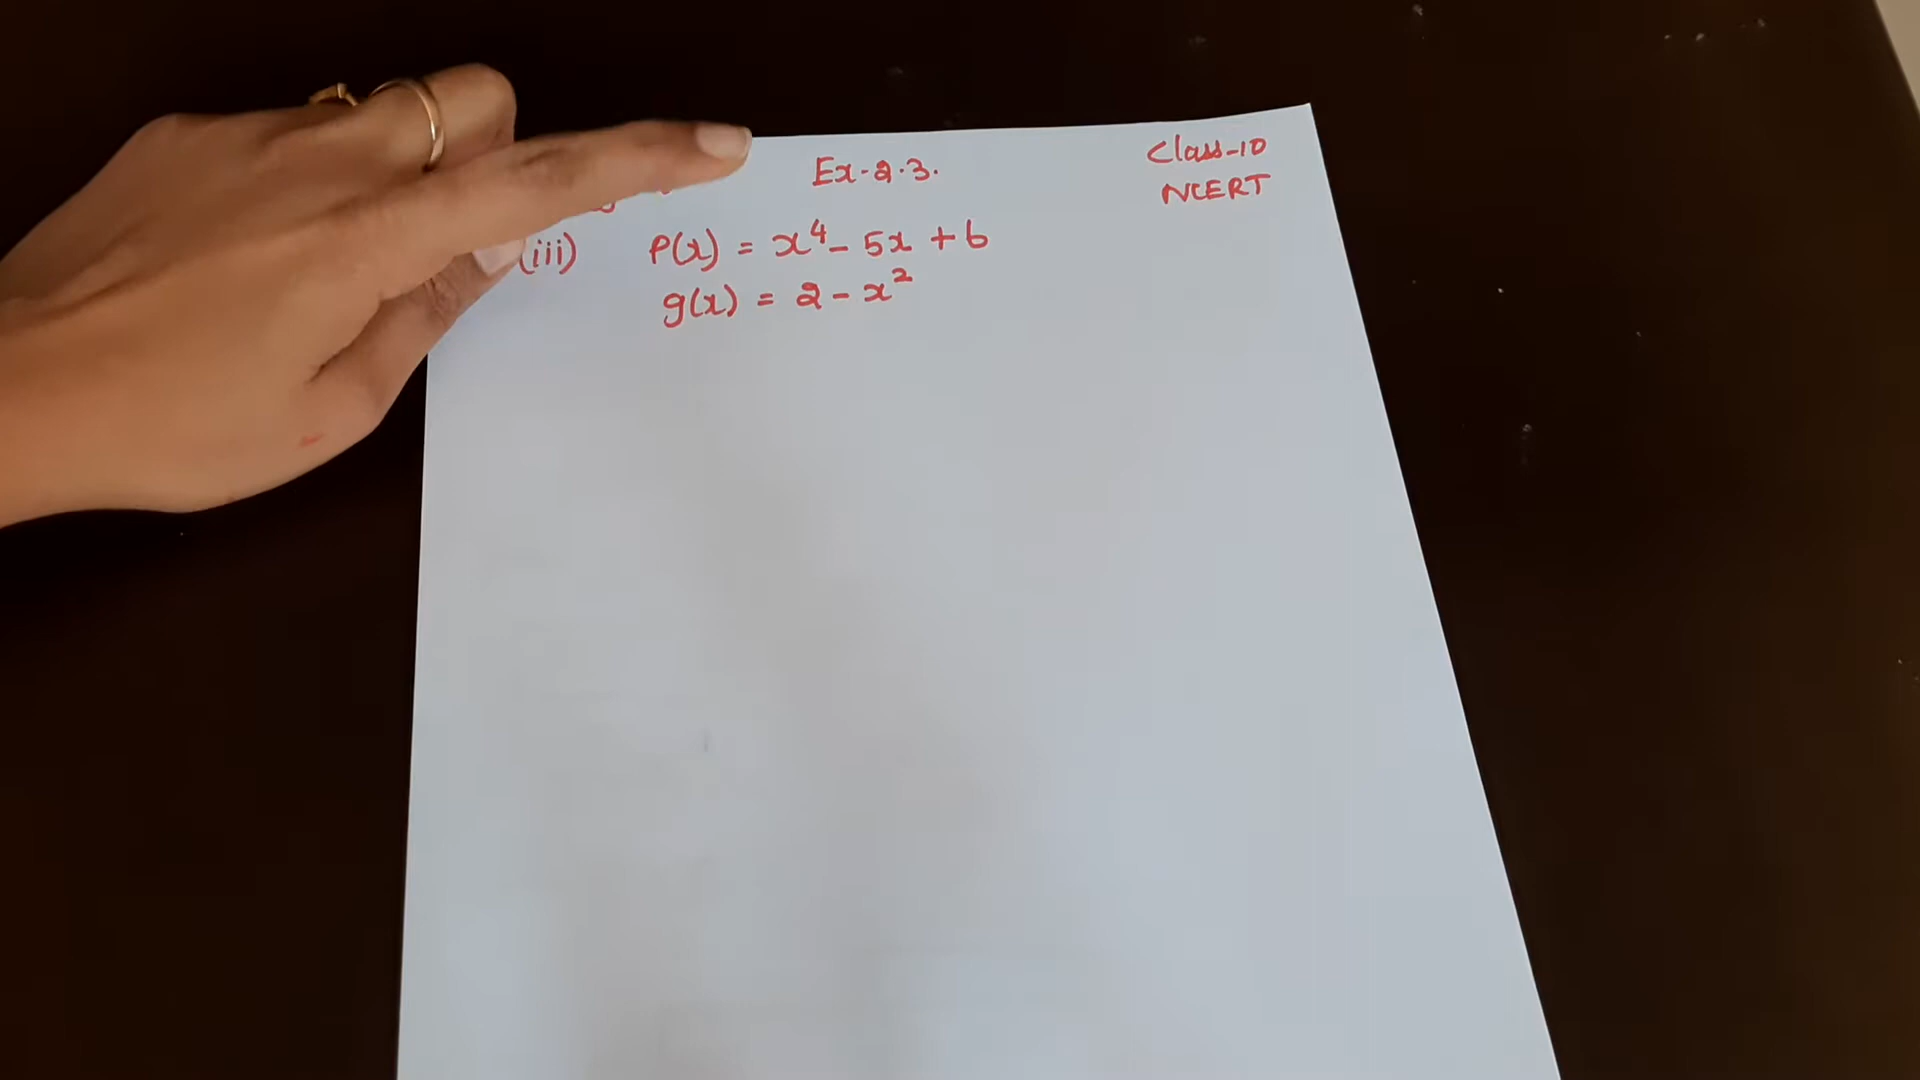 Ex-2.3.
Class-10
NCERT
(iii) P(x) = x⁴ - 5x + 6
g(x) = 2 - x²